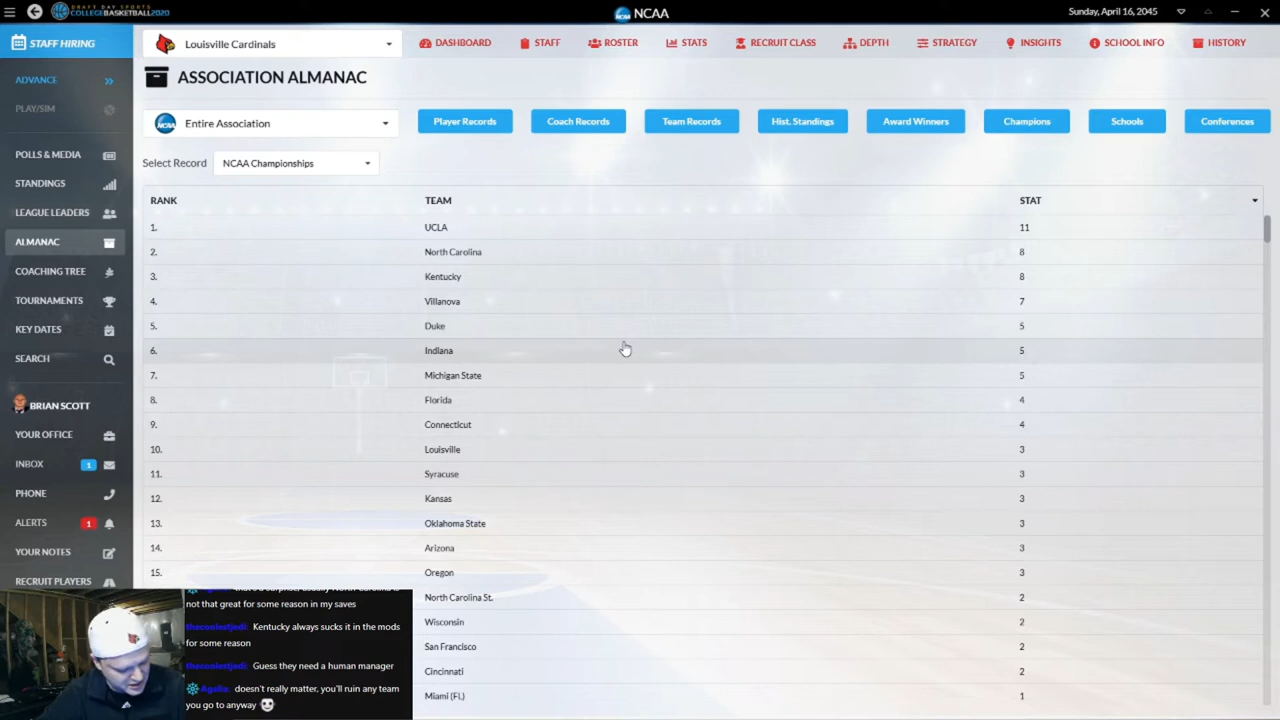 DRAFT DAY SPORTS
COLLEGEBASKETBALL2020
NCAA
Sunday, April 16, 2045
STAFF HIRING
Louisville Cardinals
DASHBOARD STAFF ROSTER STATS RECRUIT CLASS DEPTH STRATEGY INSIGHTS SCHOOL INFO HISTORY
ADVANCE
PLAY/SIM
POLLS & MEDIA
STANDINGS
LEAGUE LEADERS
ALMANAC
COACHING TREE
TOURNAMENTS
KEY DATES
SEARCH
BRIAN SCOTT
YOUR OFFICE
INBOX 1
PHONE
ALERTS 1
YOUR NOTES
RECRUIT PLAYERS
ASSOCIATION ALMANAC
Entire Association
Player Records Coach Records Team Records Hist. Standings Award Winners Champions Schools Conferences
Select Record NCAA Championships
RANK TEAM STAT
1. UCLA 11
2. North Carolina 8
3. Kentucky 8
4. Villanova 7
5. Duke 5
6. Indiana 5
7. Michigan State 5
8. Florida 4
9. Connecticut 4
10. Louisville 3
11. Syracuse 3
12. Kansas 3
13. Oklahoma State 3
14. Arizona 3
15. Oregon 3
North Carolina St. 2
Wisconsin 2
San Francisco 2
Cincinnati 2
Miami (FL) 1
not that great for some reason in my saves
thecoolestjedi: Kentucky always sucks it in the mods
for some reason
thecoolestjedi: Guess they need a human manager
Agailo: doesn't really matter, you'll ruin any team
you go to anyway